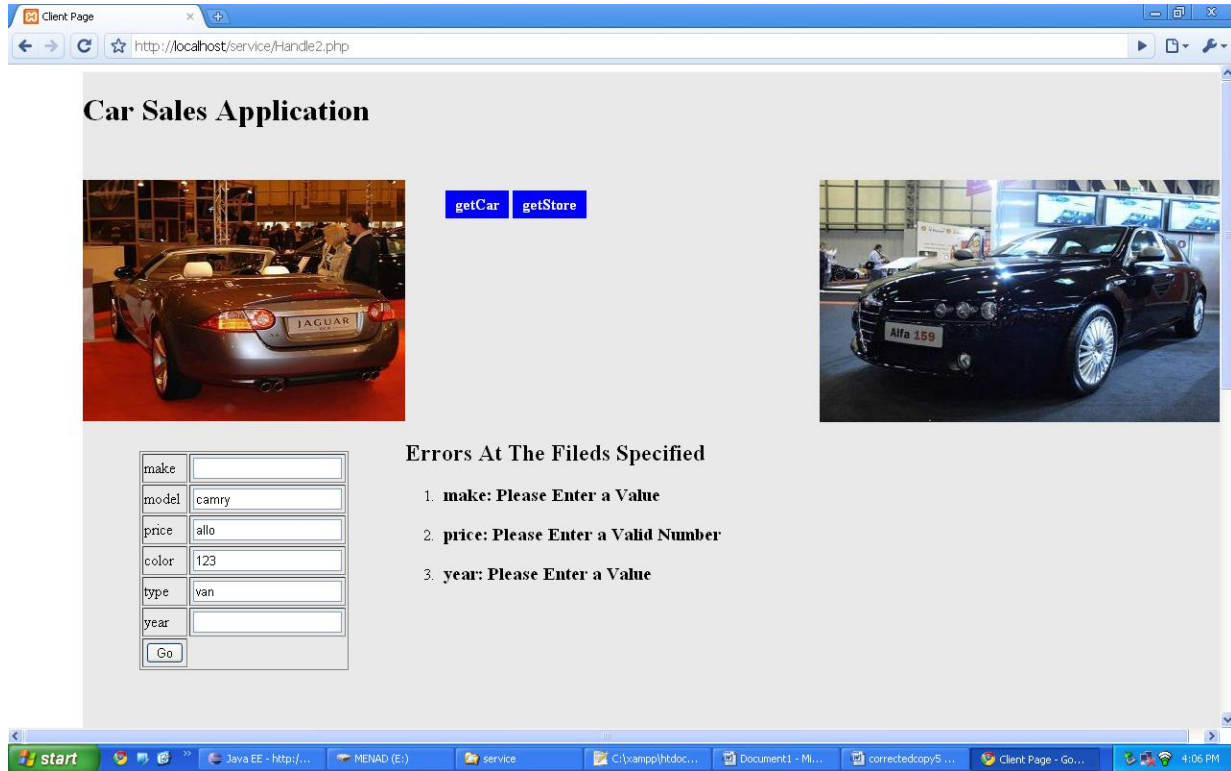 Client Page
http://localhost/service/Handle2.php
Car Sales Application
getCar getStore
JAGUAR
Alfa 159
Errors At The Fileds Specified
make
model camry
price allo
color 123
type van
year
Go
1. make: Please Enter a Value
2. price: Please Enter a Valid Number
3. year: Please Enter a Value
start
Java EE - http:/...
MENAD (E:)
service
C:\xampp\htdoc...
Document1 - Mi...
correctedcopy5 ...
Client Page - Go...
4:06 PM